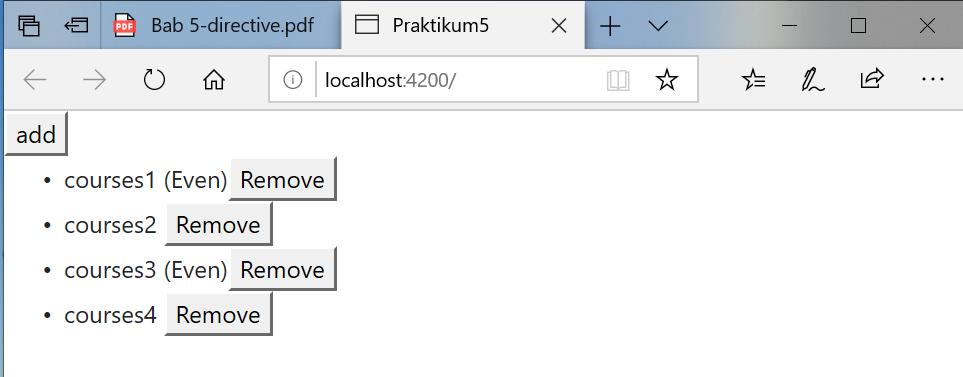 PDF Bab 5-directive.pdf Praktikum5
localhost:4200/
add
• courses1 (Even) Remove
• courses2 Remove
• courses3 (Even) Remove
• courses4 Remove